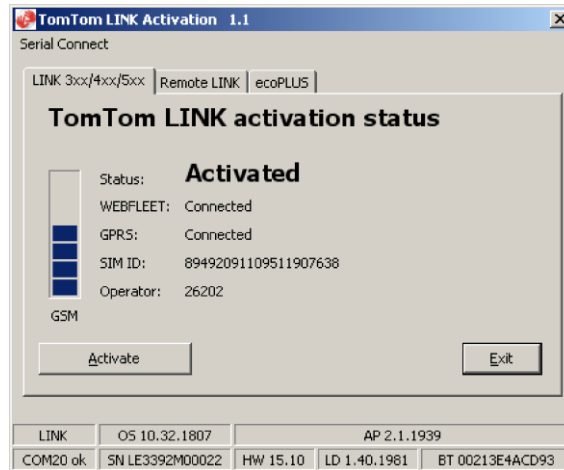 TomTom LINK Activation 1.1
Serial Connect
LINK 3xx/4xx/5xx Remote LINK ecoPLUS
TomTom LINK activation status
Status: Activated
WEBFLEET: Connected
GPRS: Connected
SIM ID: 89492091109511907638
Operator: 26202
GSM
Activate Exit
LINK OS 10.32.1807 AP 2.1.1939
COM20 ok SN LE3392M00022 HW 15.10 LD 1.40.1981 BT 00213E4ACD93